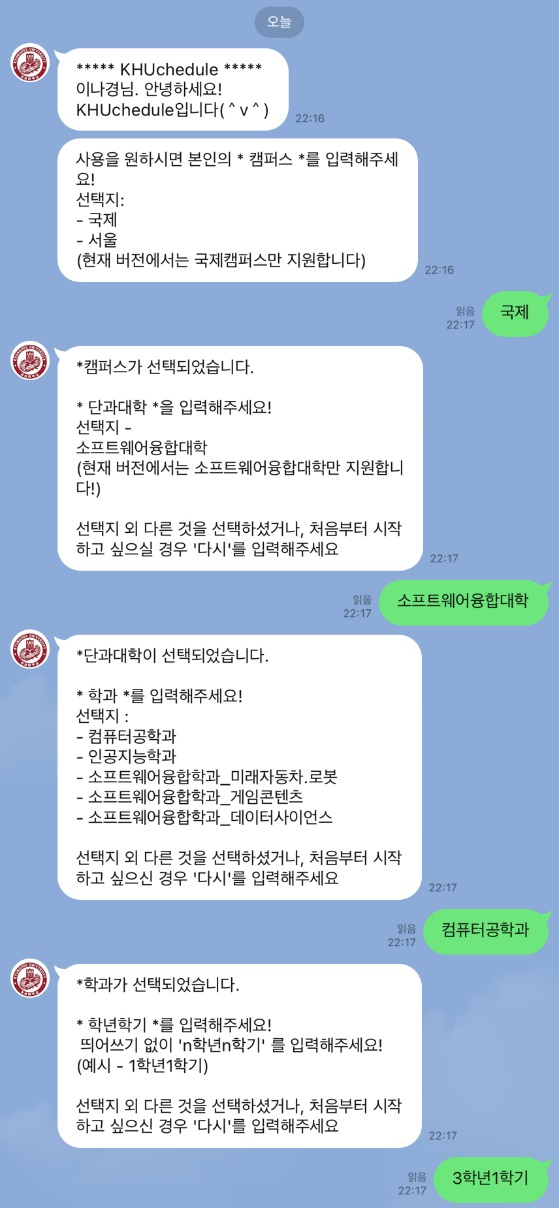 오늘
***** KHUchedule *****
이나경님. 안녕하세요!
KHUchedule입니다( ^ v ^ )
22:16
사용을 원하시면 본인의 * 캠퍼스 *를 입력해주세
요!
선택지:
- 국제
- 서울
(현재 버전에서는 국제캠퍼스만 지원합니다)
22:16
읽음
22:17
국제
*캠퍼스가 선택되었습니다.
* 단과대학 *을 입력해주세요!
선택지 -
소프트웨어융합대학
(현재 버전에서는 소프트웨어융합대학만 지원합니
다!)
선택지 외 다른 것을 선택하셨거나, 처음부터 시작
하고 싶으실 경우 '다시'를 입력해주세요
22:17
읽음
22:17
소프트웨어융합대학
*단과대학이 선택되었습니다.
* 학과 *를 입력해주세요!
선택지 :
- 컴퓨터공학과
- 인공지능학과
- 소프트웨어융합학과_미래자동차.로봇
- 소프트웨어융합학과_게임콘텐츠
- 소프트웨어융합학과_데이터사이언스
선택지 외 다른 것을 선택하셨거나, 처음부터 시작
하고 싶으신 경우 '다시'를 입력해주세요
22:17
읽음
22:17
컴퓨터공학과
*학과가 선택되었습니다.
* 학년학기 *를 입력해주세요!
띄어쓰기 없이 'n학년n학기' 를 입력해주세요!
(예시 - 1학년1학기)
선택지 외 다른 것을 선택하셨거나, 처음부터 시작
하고 싶으신 경우 '다시'를 입력해주세요
22:17
읽음
22:17
3학년1학기